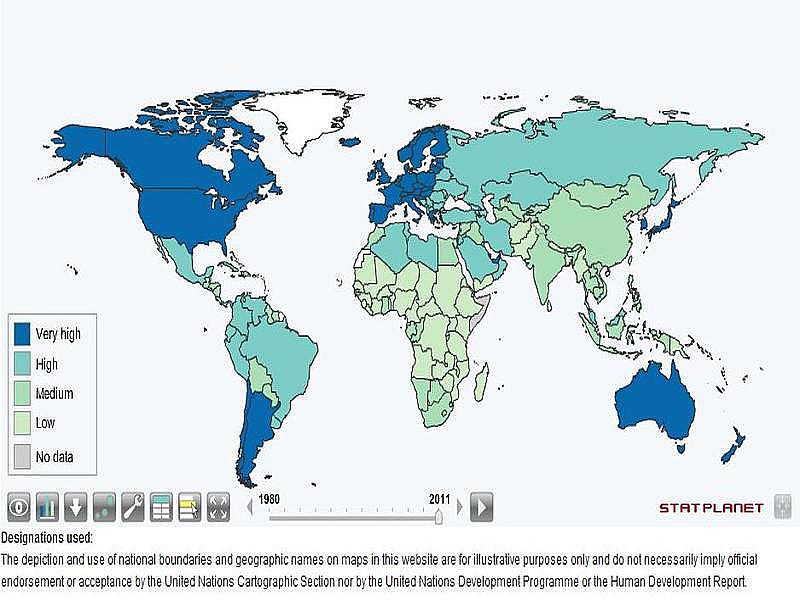 Very high
High
Medium
Low
No data
1980
2011
STATPLANET
Designations used:
The depiction and use of national boundaries and geographic names on maps in this website are for illustrative purposes only and do not necessarily imply official
endorsement or acceptance by the United Nations Cartographic Section nor by the United Nations Development Programme or the Human Development Report.